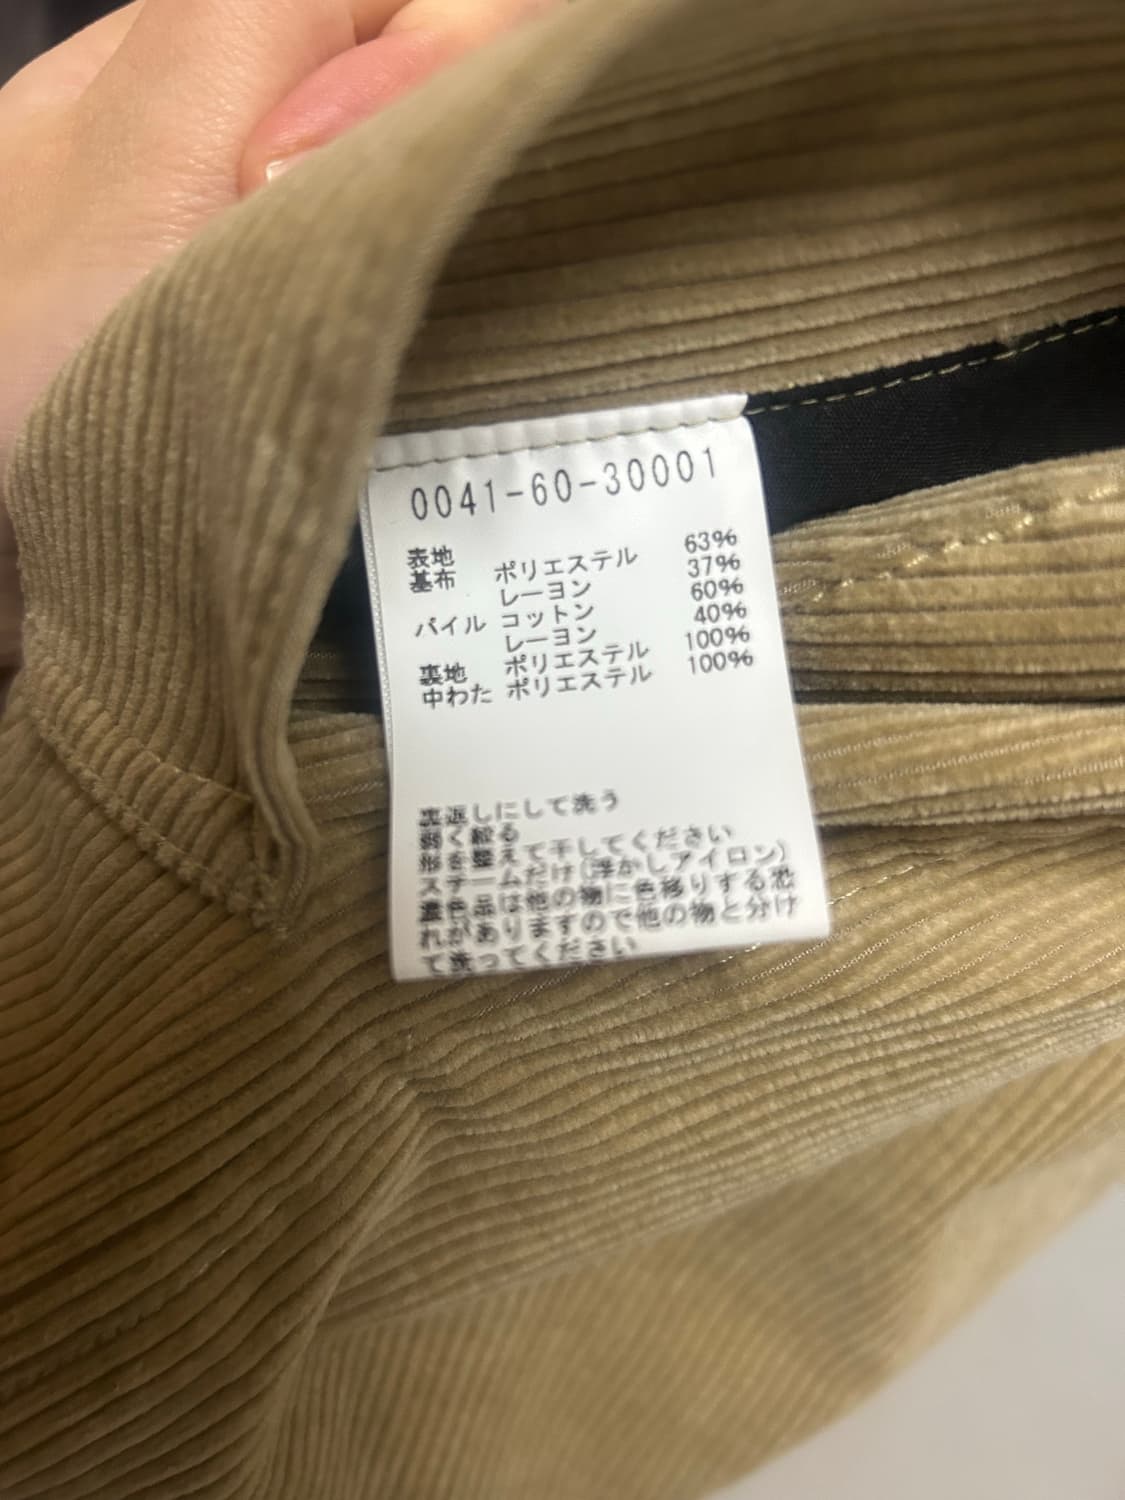 0041-60-30001
表地
基布 ポリエステル 63%
レーヨン 37%
パイル コットン 60%
レーヨン 40%
裏地 ポリエステル 100%
中わた ポリエステル 100%
裏返しにして洗う
弱く絞る
形を整えて干してください
スチームだけ(浮かしアイロン)
濃色品は他の物に色移りする恐
れがありますので他の物と分け
て洗ってください